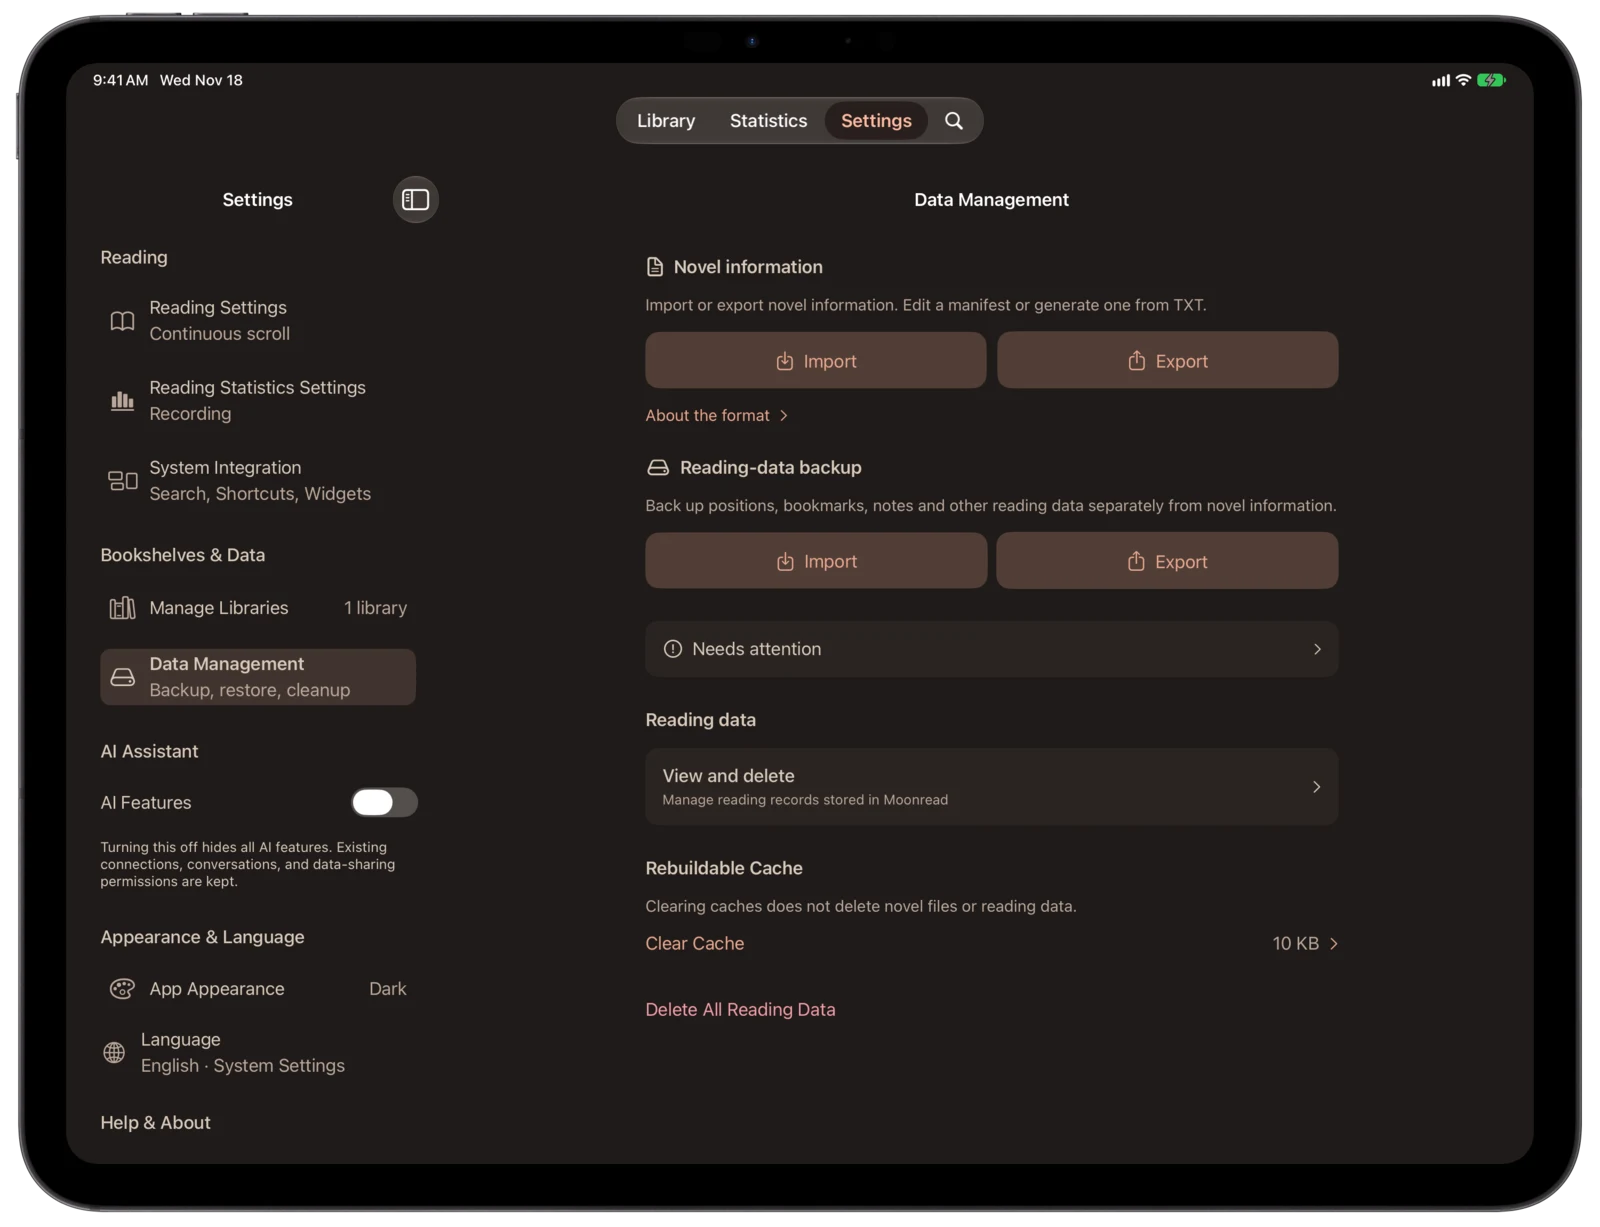 9:41 AM Wed Nov 18
Library
Statistics
Settings
Settings
Reading
Reading Settings
Continuous scroll
Reading Statistics Settings
Recording
System Integration
Search, Shortcuts, Widgets
Bookshelves & Data
Manage Libraries 1 library
Data Management
Backup, restore, cleanup
AI Assistant
AI Features
Turning this off hides all AI features. Existing
connections, conversations, and data-sharing
permissions are kept.
Appearance & Language
App Appearance Dark
Language
English · System Settings
Help & About
Data Management
Novel information
Import or export novel information. Edit a manifest or generate one from TXT.
Import
Export
About the format
Reading-data backup
Back up positions, bookmarks, notes and other reading data separately from novel information.
Import
Export
Needs attention
Reading data
View and delete
Manage reading records stored in Moonread
Rebuildable Cache
Clearing caches does not delete novel files or reading data.
Clear Cache 10 KB
Delete All Reading Data